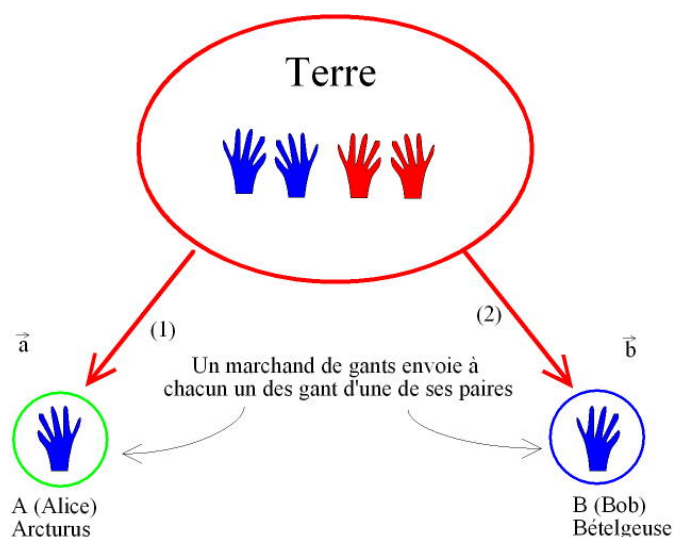 Terre
(1)
(2)
a
b
Un marchand de gants envoie à
chacun un des gant d'une de ses paires
A (Alice)
Arcturus
B (Bob)
Bételgeuse